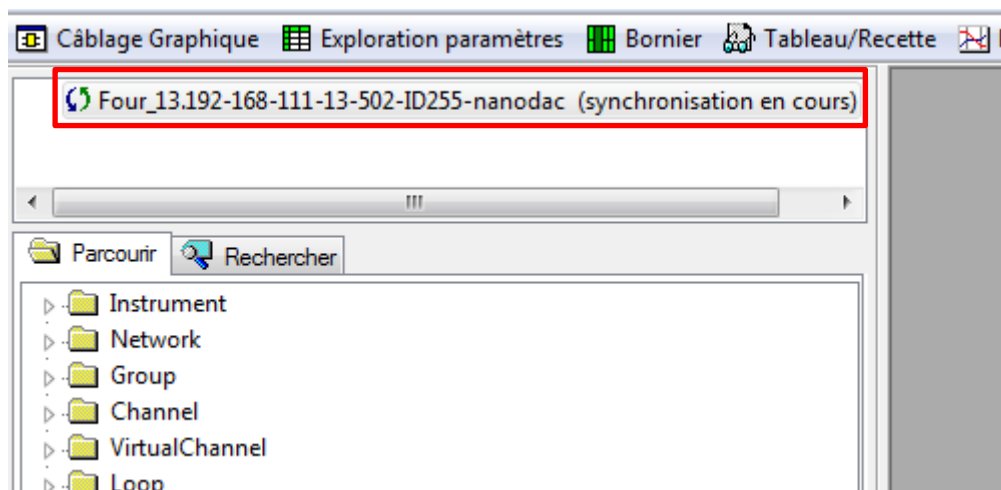 Câblage Graphique Exploration paramètres Bornier Tableau/Recette
Four_13.192-168-111-13-502-ID255-nanodac (synchronisation en cours)
Parcourir Rechercher
Instrument
Network
Group
Channel
VirtualChannel
Loop